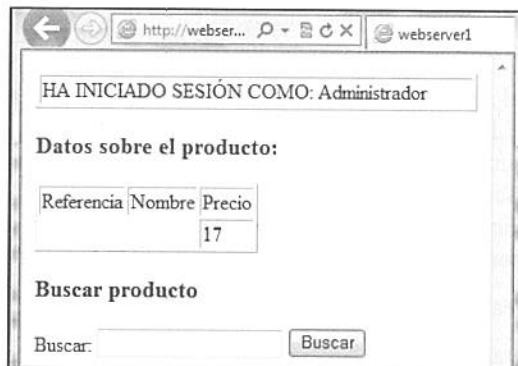 http://webser...
webserver1
HA INICIADO SESIÓN COMO: Administrador
Datos sobre el producto:
Referencia Nombre Precio
17
Buscar producto
Buscar:
Buscar